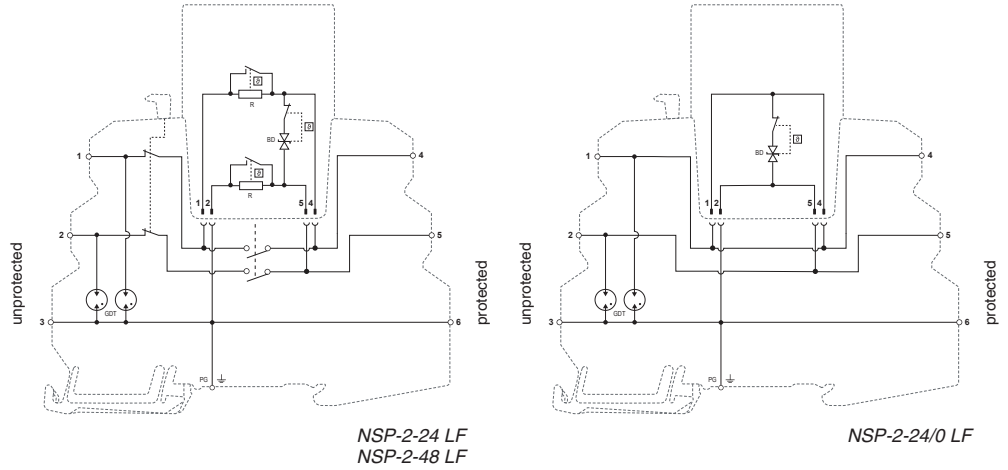 ϑ
R
ϑ
BD
ϑ
R
1 2 5 4
1
4
2
5
unprotected
protected
GDT
3
6
PG
NSP-2-24 LF
NSP-2-48 LF
BD
ϑ
1 2 5 4
1
4
2
5
unprotected
protected
GDT
3
6
PG
NSP-2-24/0 LF